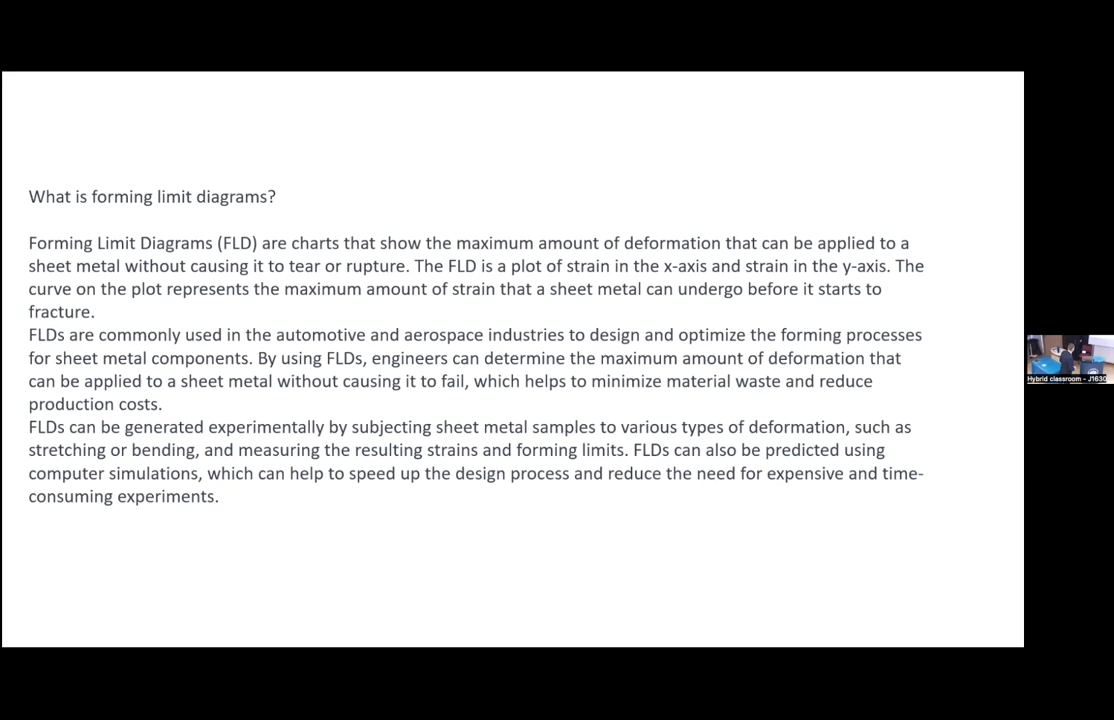 What is forming limit diagrams?
Forming Limit Diagrams (FLD) are charts that show the maximum amount of deformation that can be applied to a
sheet metal without causing it to tear or rupture. The FLD is a plot of strain in the x-axis and strain in the y-axis. The
curve on the plot represents the maximum amount of strain that a sheet metal can undergo before it starts to
fracture.
FLDs are commonly used in the automotive and aerospace industries to design and optimize the forming processes
for sheet metal components. By using FLDs, engineers can determine the maximum amount of deformation that
can be applied to a sheet metal without causing it to fail, which helps to minimize material waste and reduce
production costs.
FLDs can be generated experimentally by subjecting sheet metal samples to various types of deformation, such as
stretching or bending, and measuring the resulting strains and forming limits. FLDs can also be predicted using
computer simulations, which can help to speed up the design process and reduce the need for expensive and time-
consuming experiments.
Hybrid classroom - J1630